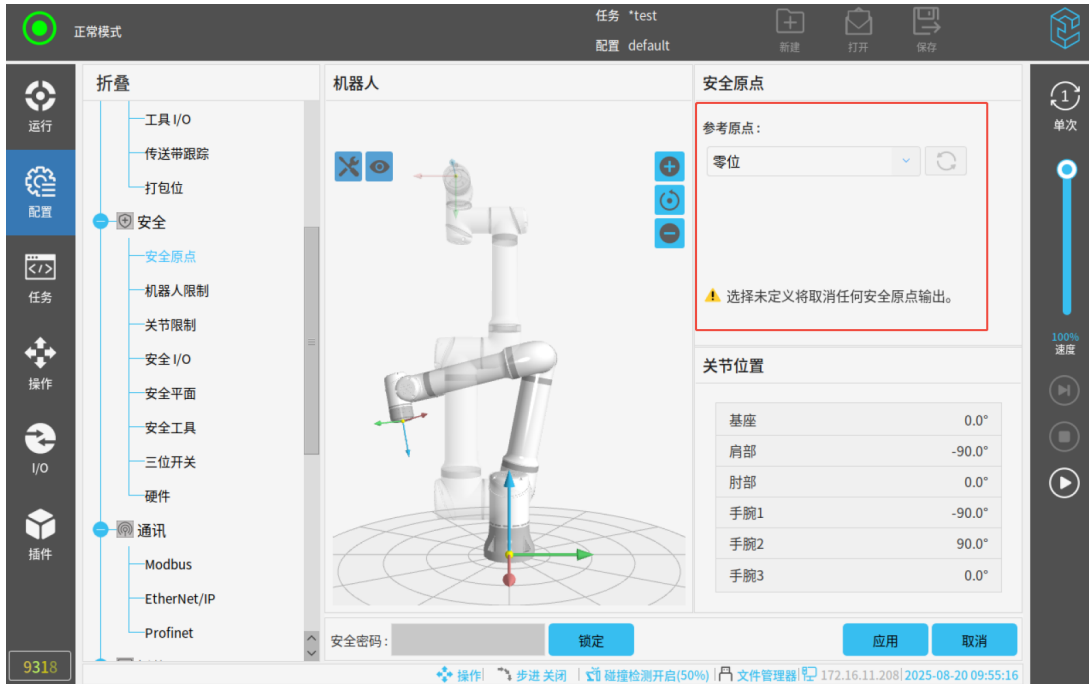 正常模式
任务 *test
配置 default
新建
打开
保存
运行
配置
任务
操作
I/O
插件
9318
折叠
工具 I/O
传送带跟踪
打包位
安全
安全原点
机器人限制
关节限制
安全 I/O
安全平面
安全工具
三位开关
硬件
通讯
Modbus
EtherNet/IP
Profinet
机器人
安全原点
参考原点：
零位
选择未定义将取消任何安全原点输出。
关节位置
基座 0.0°
肩部 -90.0°
肘部 0.0°
手腕1 -90.0°
手腕2 90.0°
手腕3 0.0°
安全密码：
锁定
应用
取消
1
单次
100%
速度
操作 步进 关闭 碰撞检测开启(50%) 文件管理器 172.16.11.208 2025-08-20 09:55:16